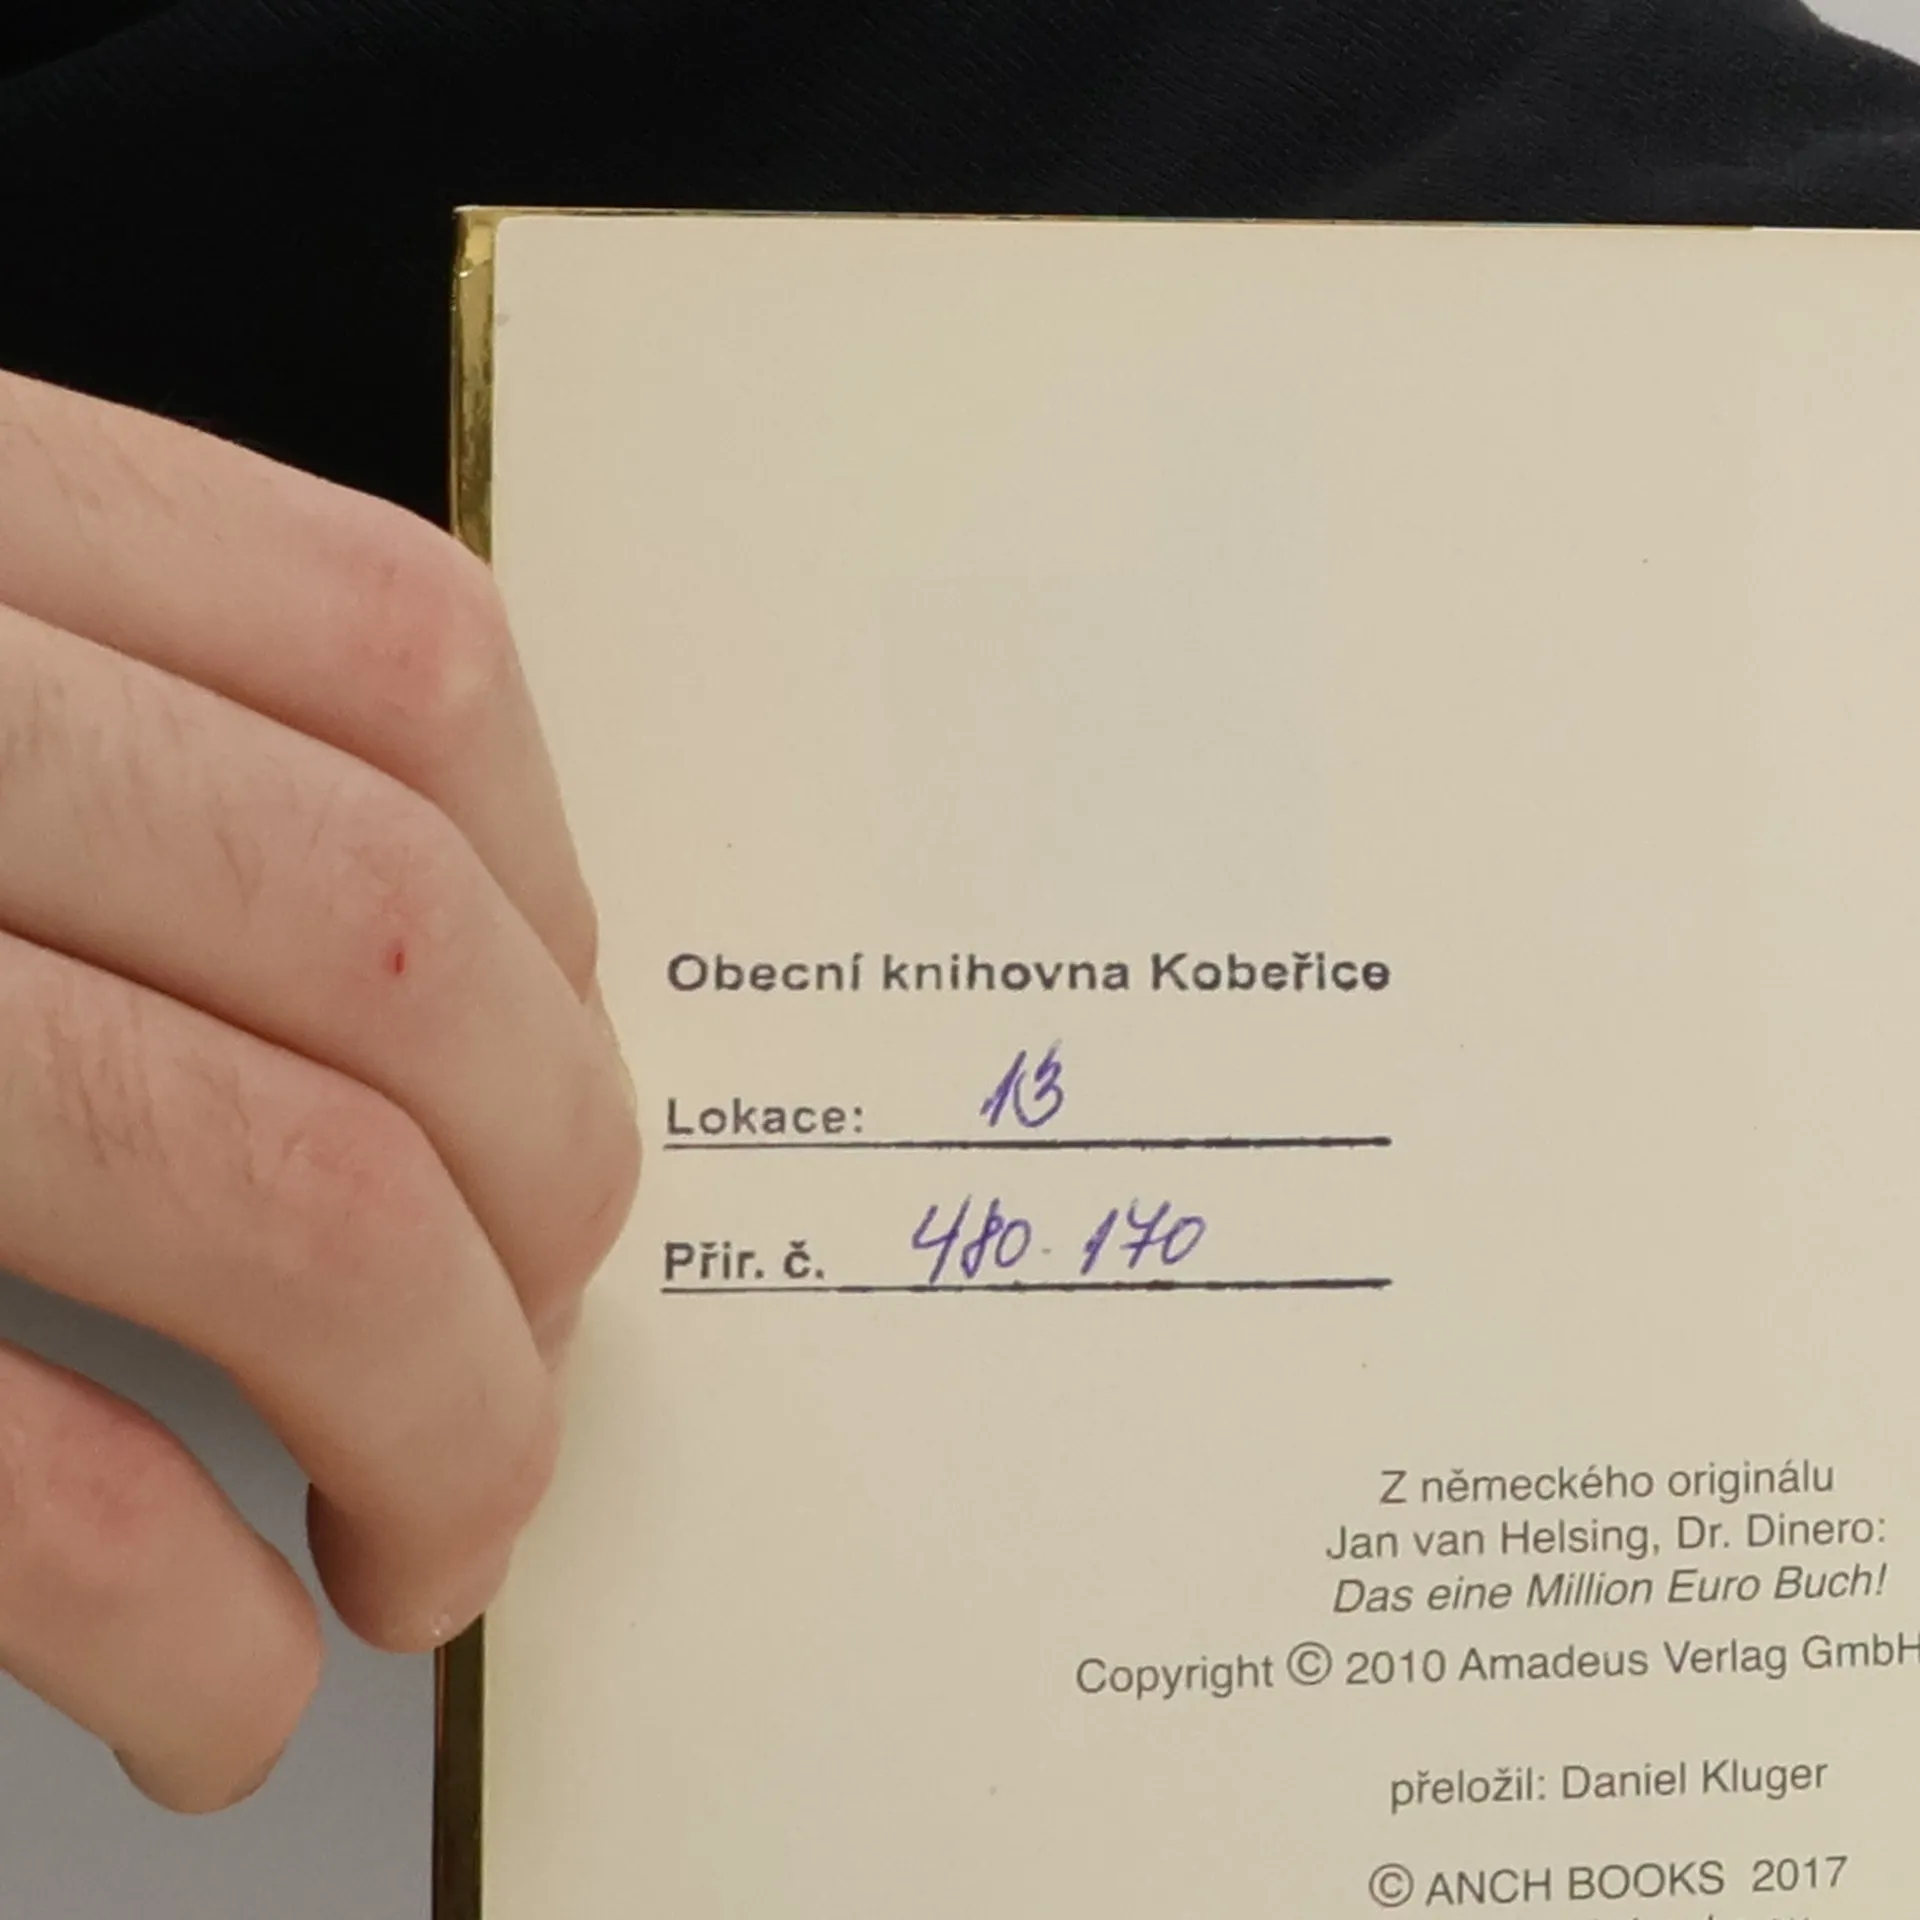 Obecní knihovna Kobeřice
Lokace: 13
Přir. č. 480-170
Z německého originálu
Jan van Helsing, Dr. Dinero:
Das eine Million Euro Buch!
Copyright © 2010 Amadeus Verlag GmbH
přeložil: Daniel Kluger
© ANCH BOOKS 2017